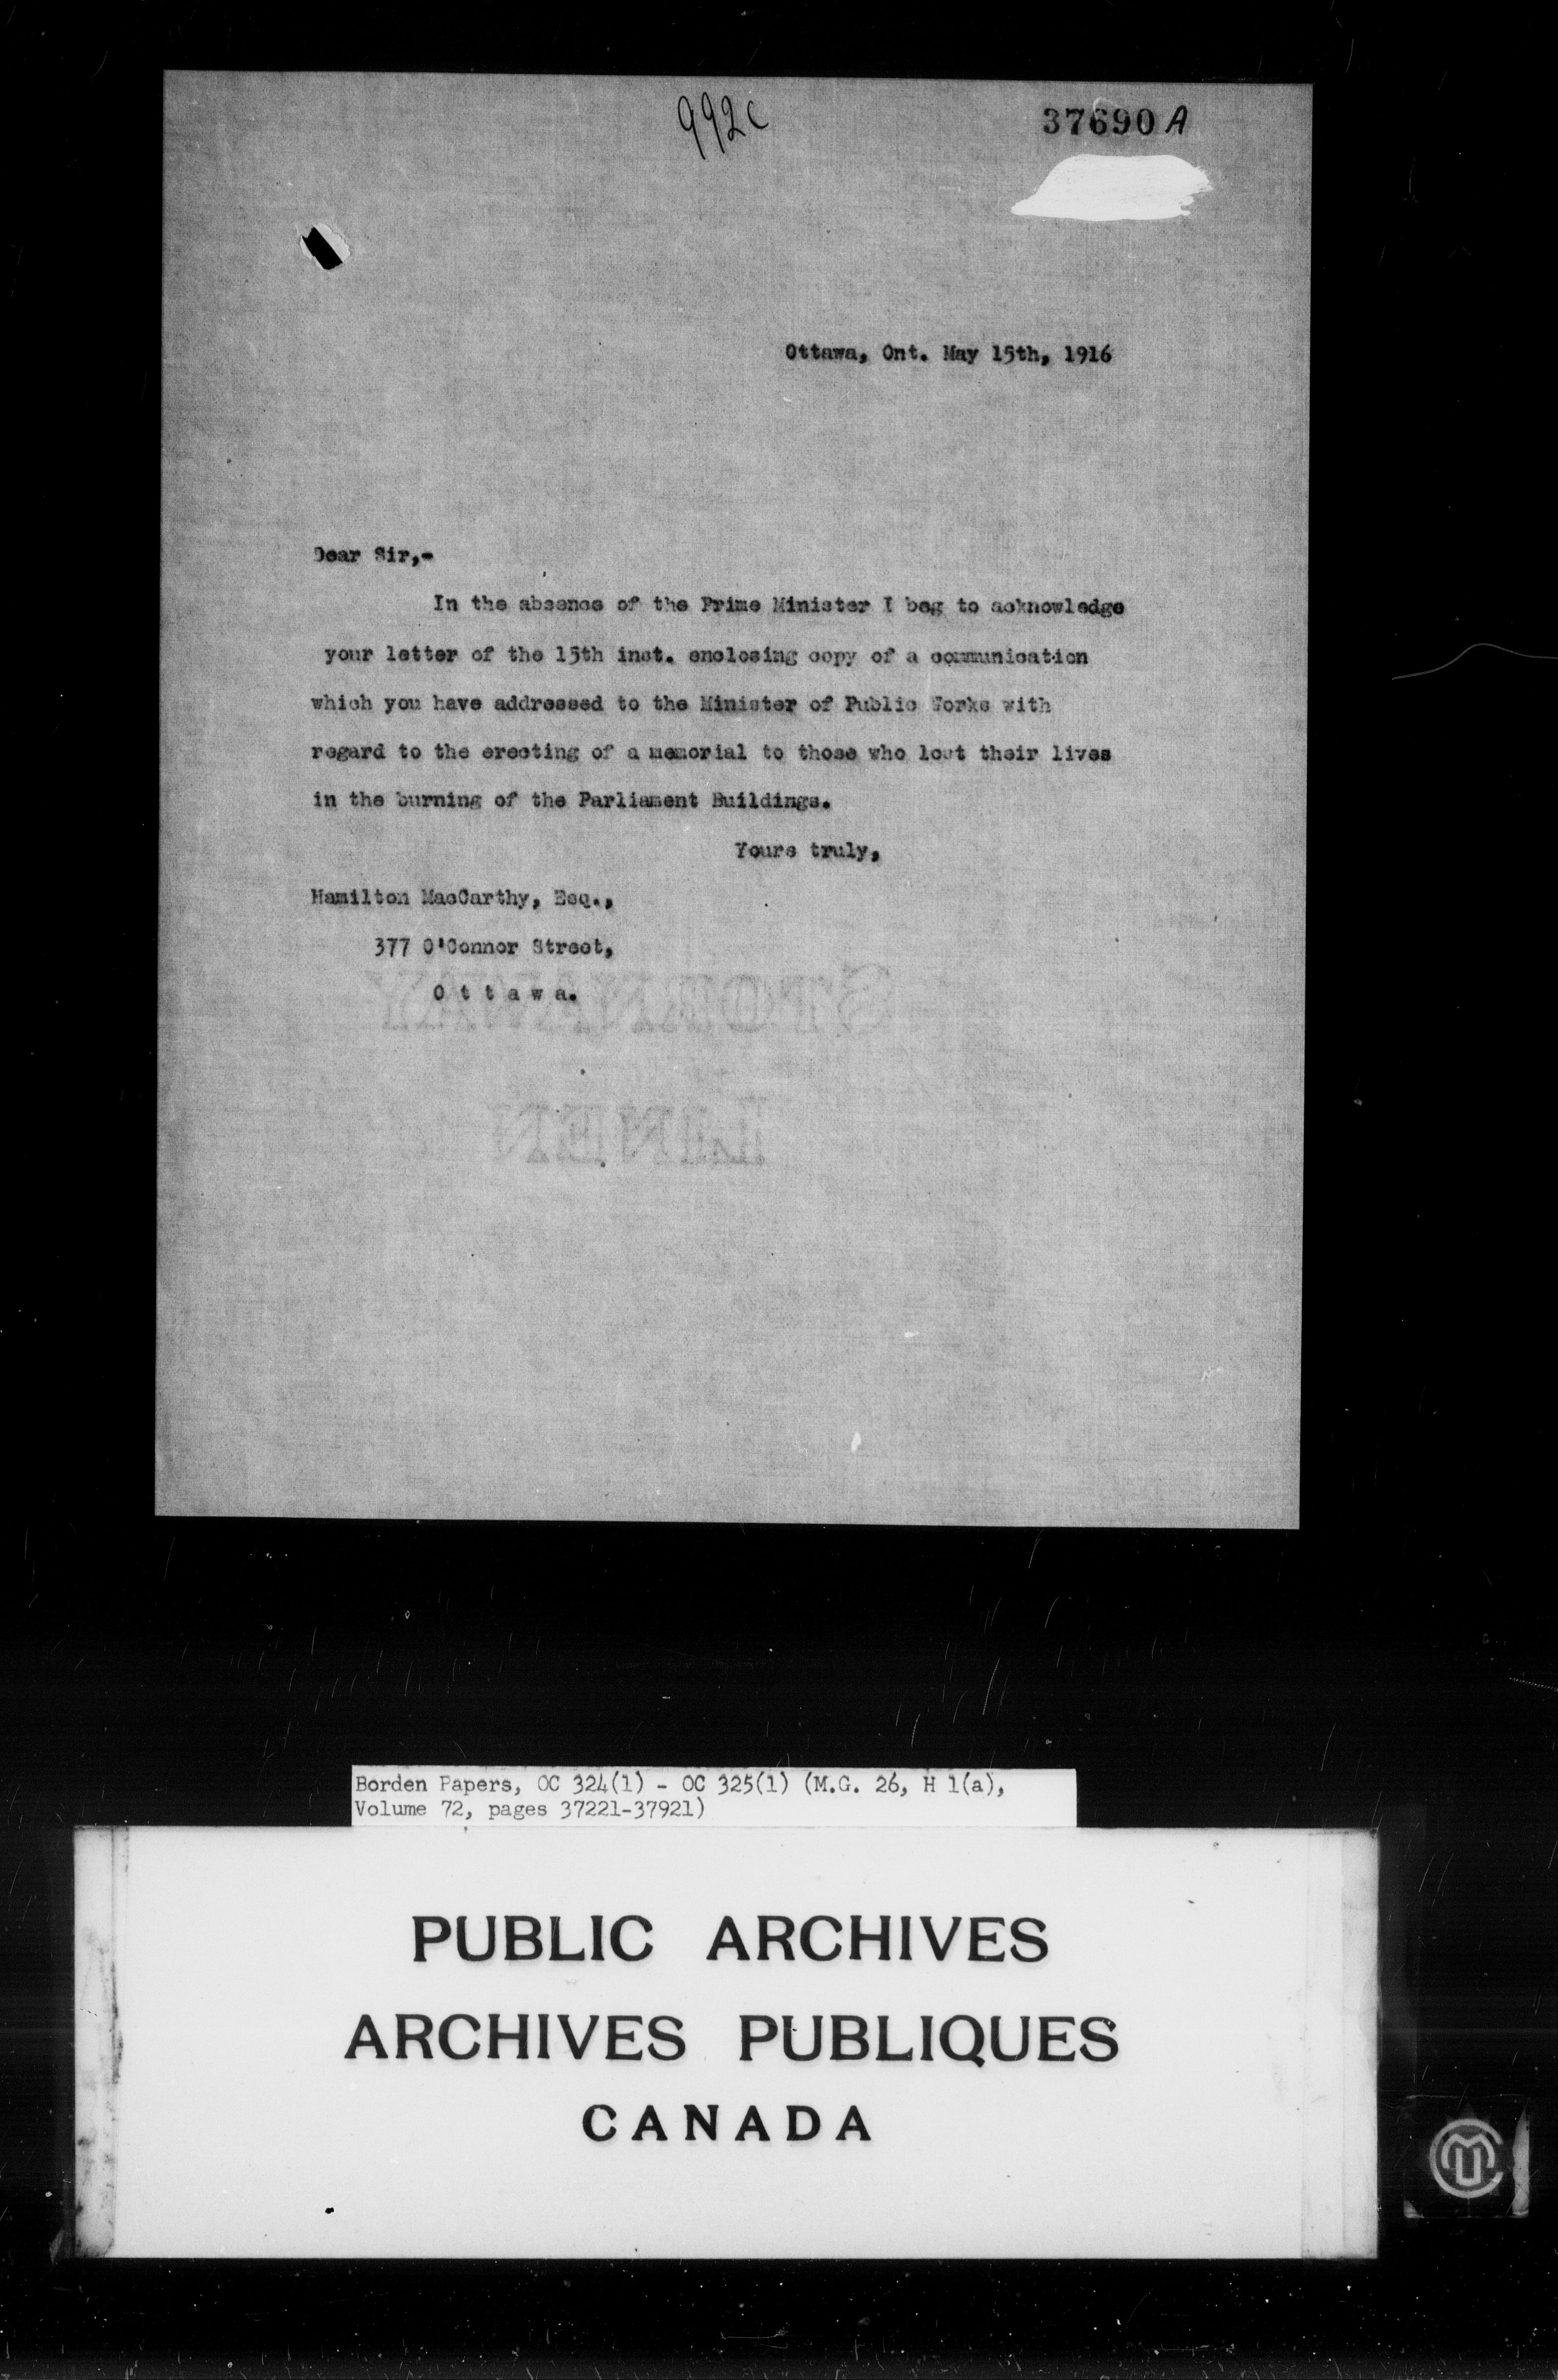 992c
37690 A
Ottawa, Ont. May 15th, 1916
Dear Sir,-
In the absence of the Prime Minister I beg to acknowledge
your letter of the 15th inst. enclosing copy of a communication
which you have addressed to the Minister of Public Works with
regard to the erecting of a memorial to those who lost their lives
in the burning of the Parliament Buildings.
Yours truly,
Hamilton MacCarthy, Esq.,
377 O'Connor Street,
O t t a w a.
LINEN
Borden Papers, OC 324(1) - OC 325(1) (M.G. 26, H 1(a),
Volume 72, pages 37221-37921)
PUBLIC ARCHIVES
ARCHIVES PUBLIQUES
CANADA